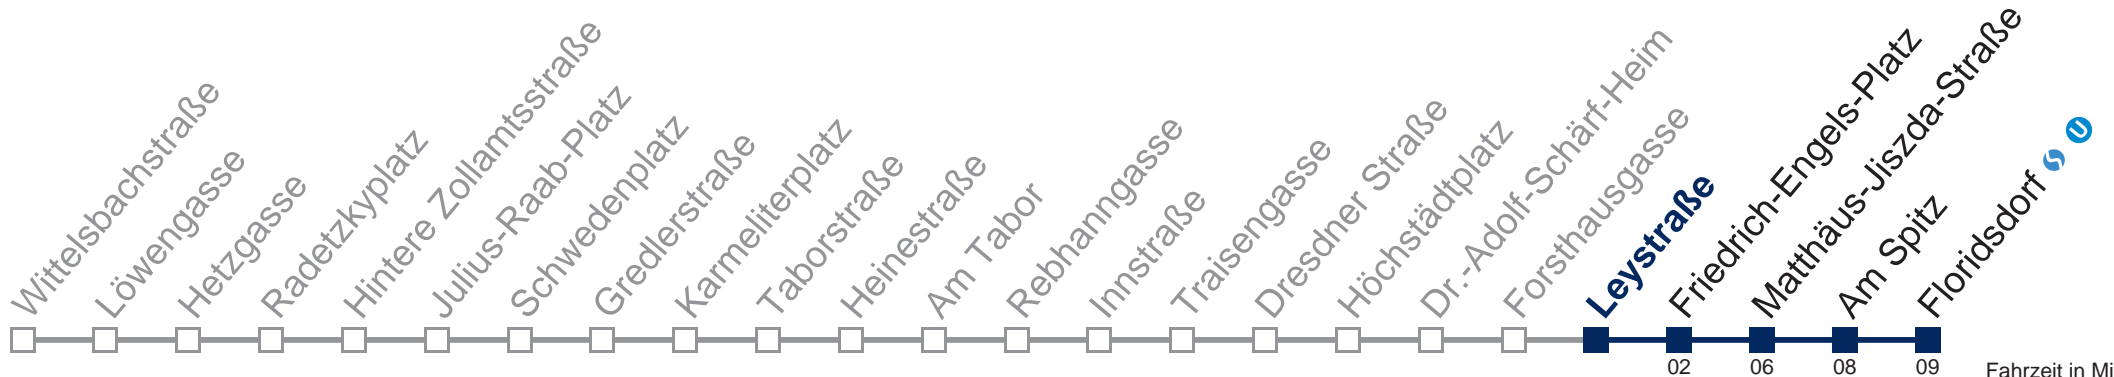 Wittelsbachstraße
Löwengasse
Hetzgasse
Radetzkyplatz
Hintere Zollamtsstraße
Julius-Raab-Platz
Schwedenplatz
Gredlerstraße
Karmeliterplatz
Taborstraße
Heinestraße
Am Tabor
Rebhanngasse
Innstraße
Traisengasse
Dresdner Straße
Höchstädtplatz
Dr.-Adolf-Schärf-Heim
Forsthausgasse
Leystraße
Friedrich-Engels-Platz
Matthäus-Jiszda-Straße
Am Spitz
Floridsdorf S U
02 06 08 09
Fahrzeit in Mi